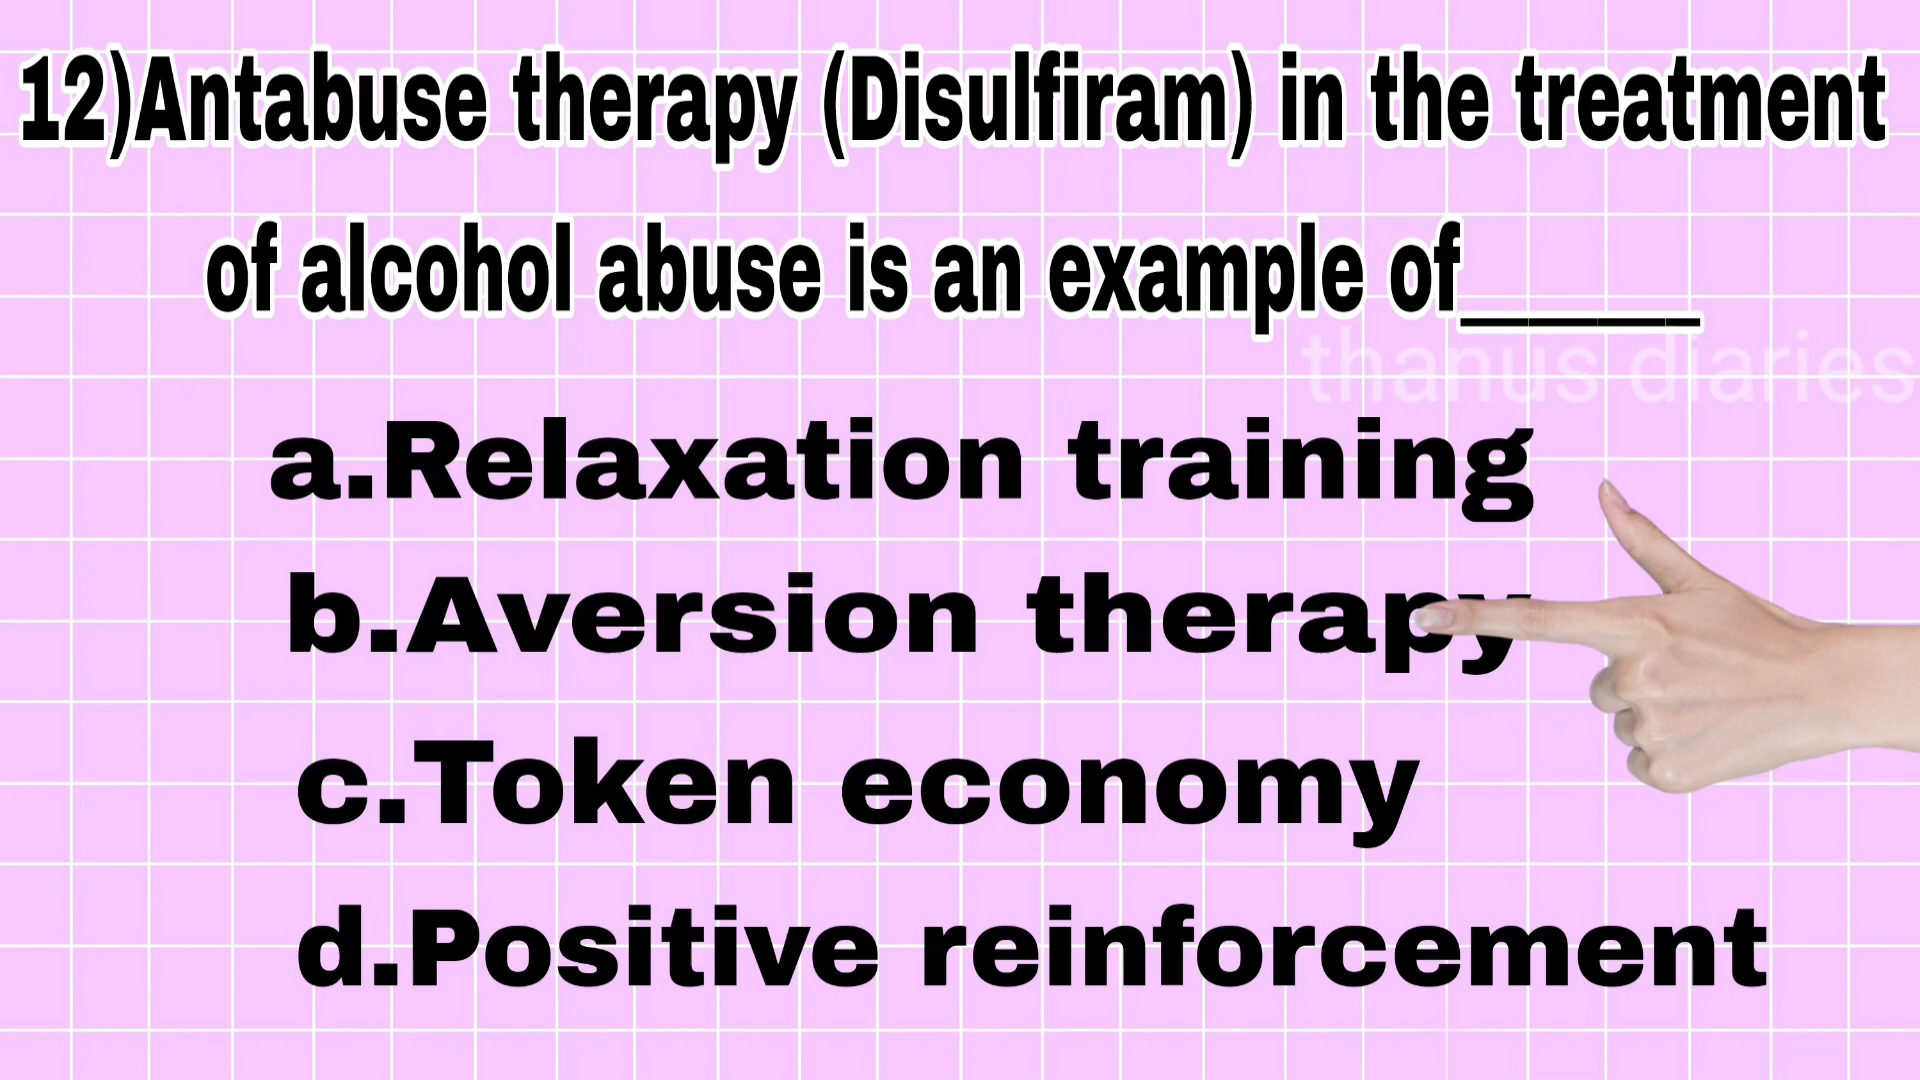 12)Antabuse therapy (Disulfiram) in the treatment
of alcohol abuse is an example of______
thanus diaries
a.Relaxation training
b.Aversion therapy
c.Token economy
d.Positive reinforcement